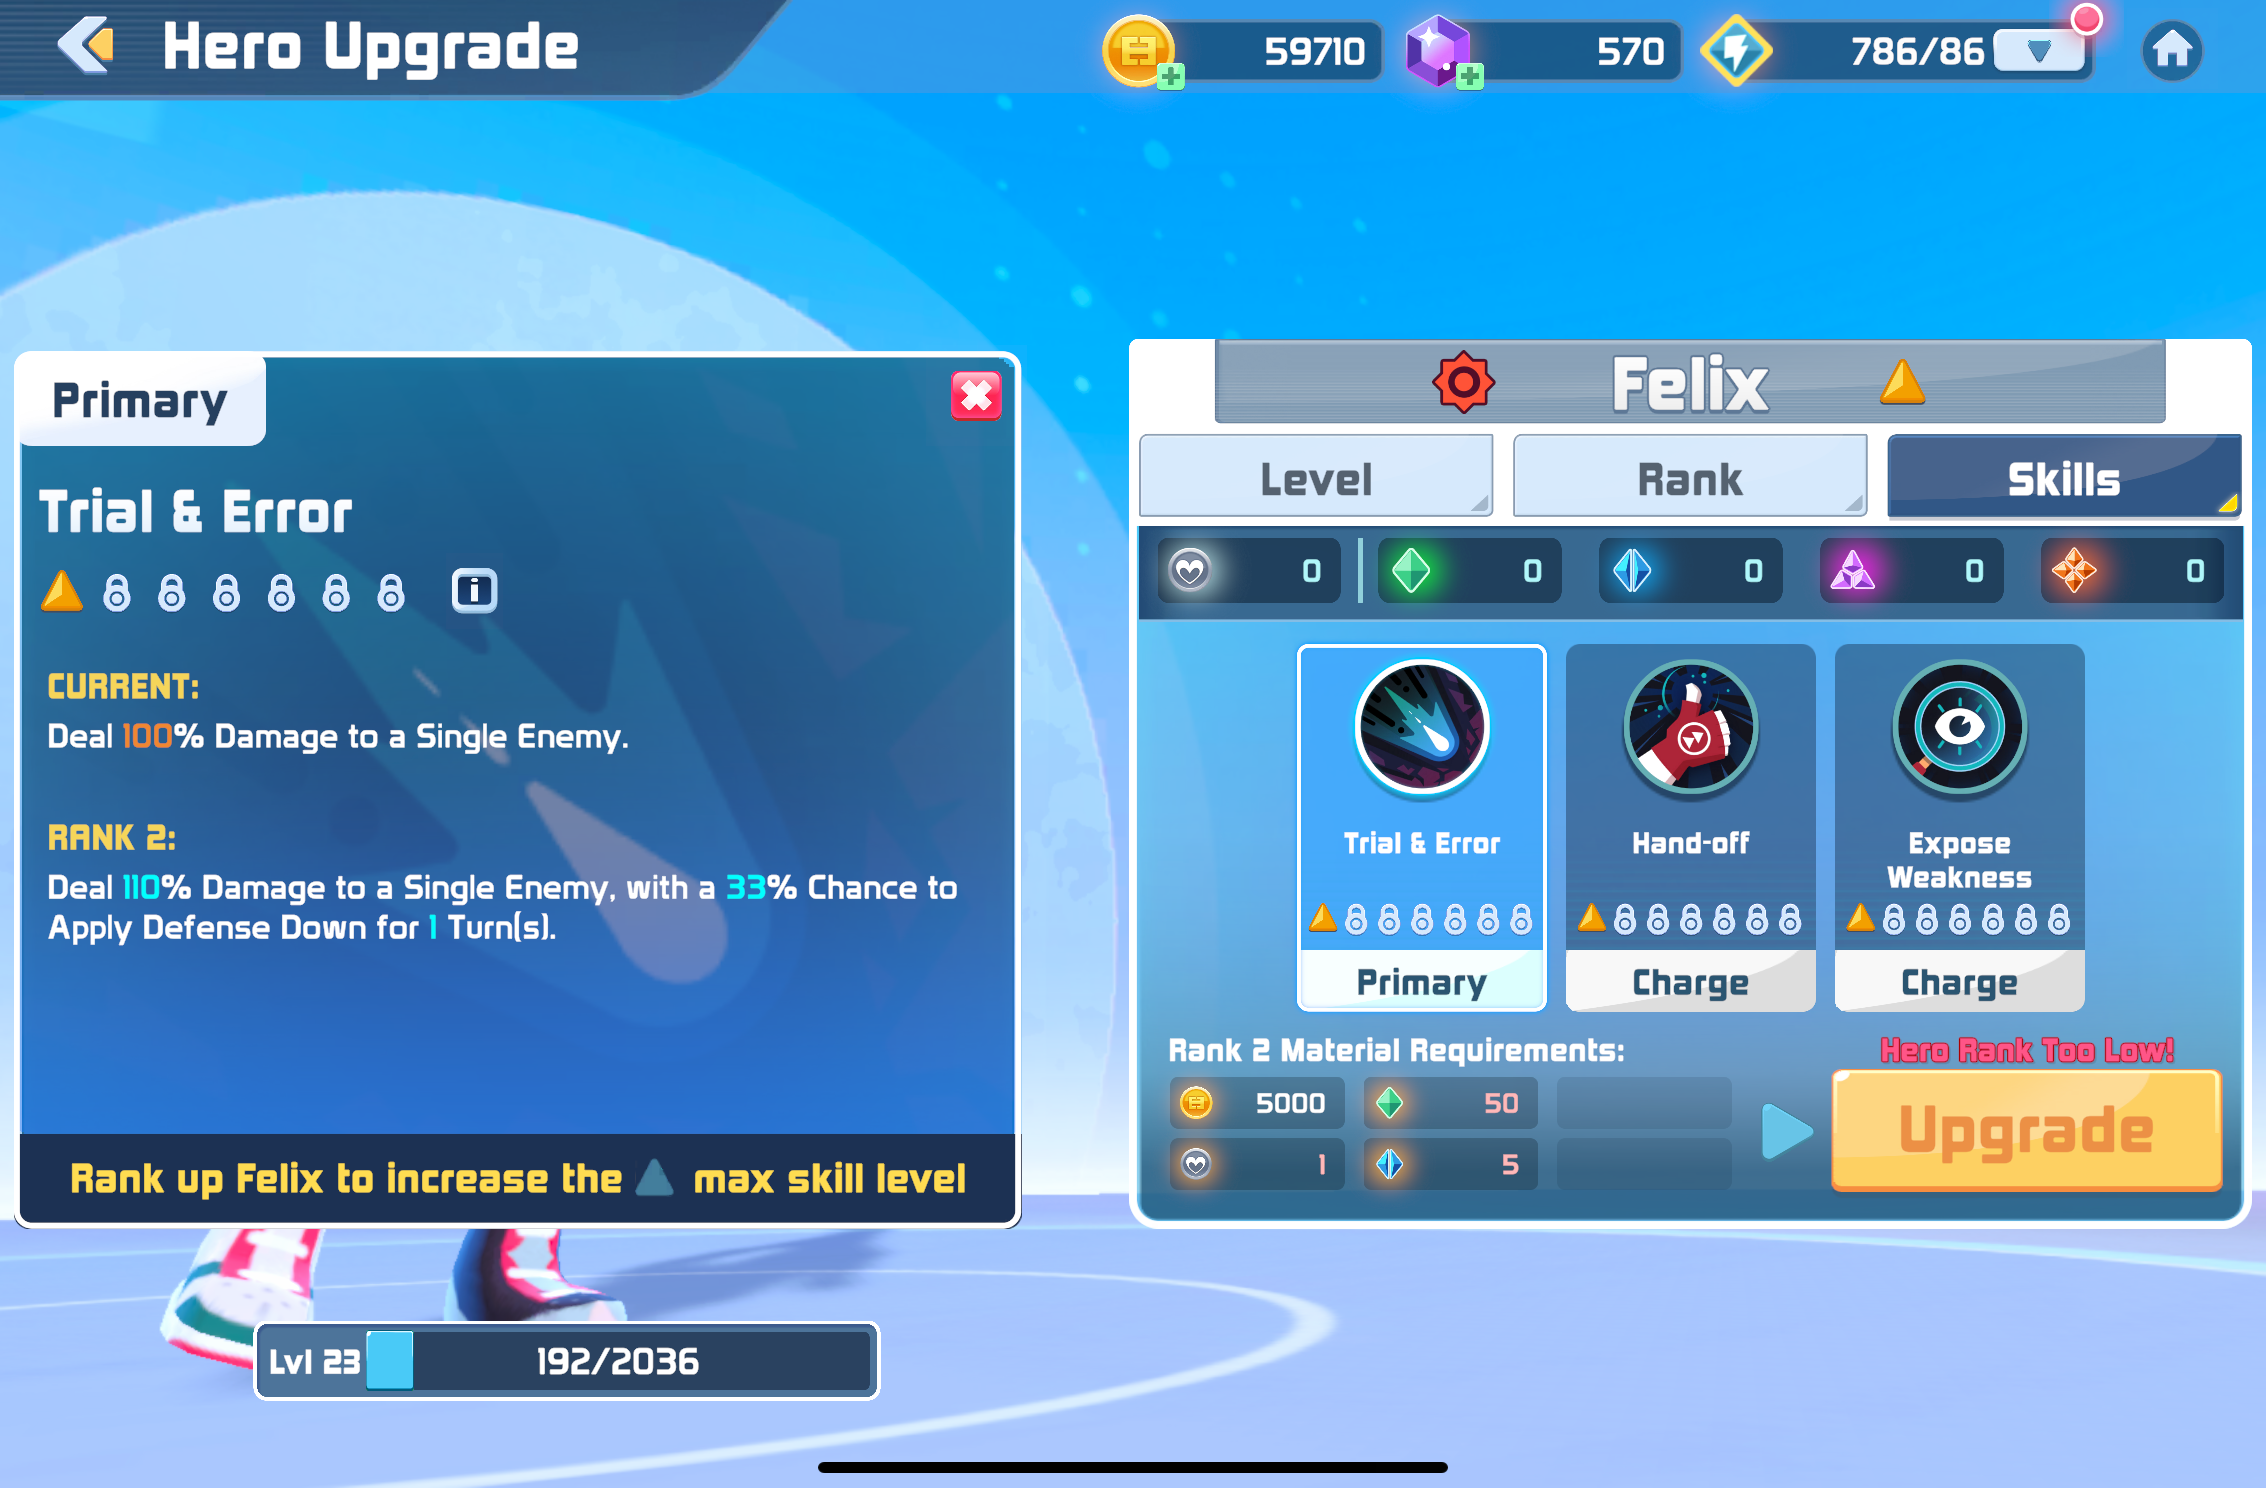 Hero Upgrade
59710
570
786/86
Primary
Trial & Error
i
CURRENT:
Deal 100% Damage to a Single Enemy.
RANK 2:
Deal 110% Damage to a Single Enemy, with a 33% Chance to
Apply Defense Down for 1 Turn(s).
Rank up Felix to increase the max skill level
Lvl 23
192/2036
Felix
Level
Rank
Skills
0
0
0
0
0
Trial & Error
Primary
Hand-off
Charge
Expose
Weakness
Charge
Rank 2 Material Requirements:
5000
50
1
5
Hero Rank Too Low!
Upgrade